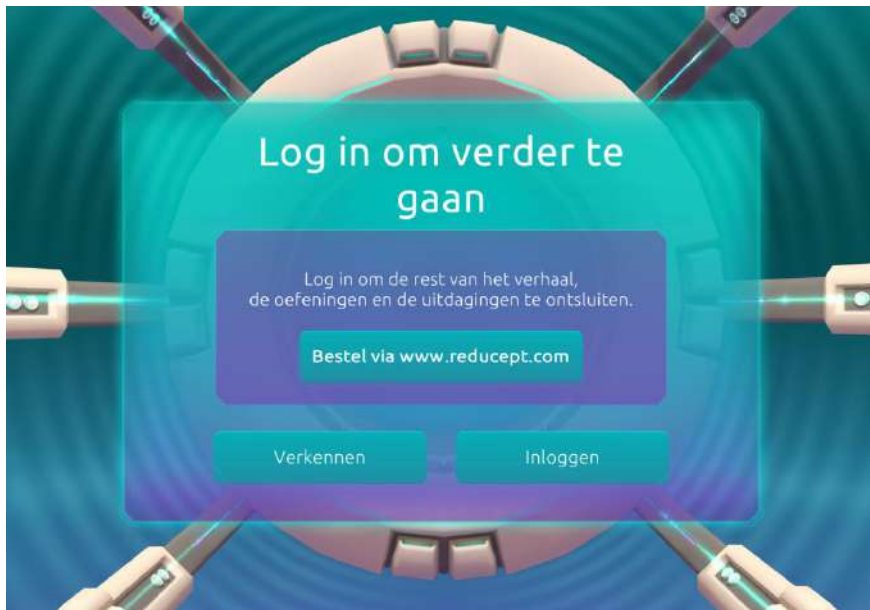 Log in om verder te
gaan
Log in om de rest van het verhaal,
de oefeningen en de uitdagingen te ontsluiten.
Bestel via www.reducept.com
Verkennen
Inloggen